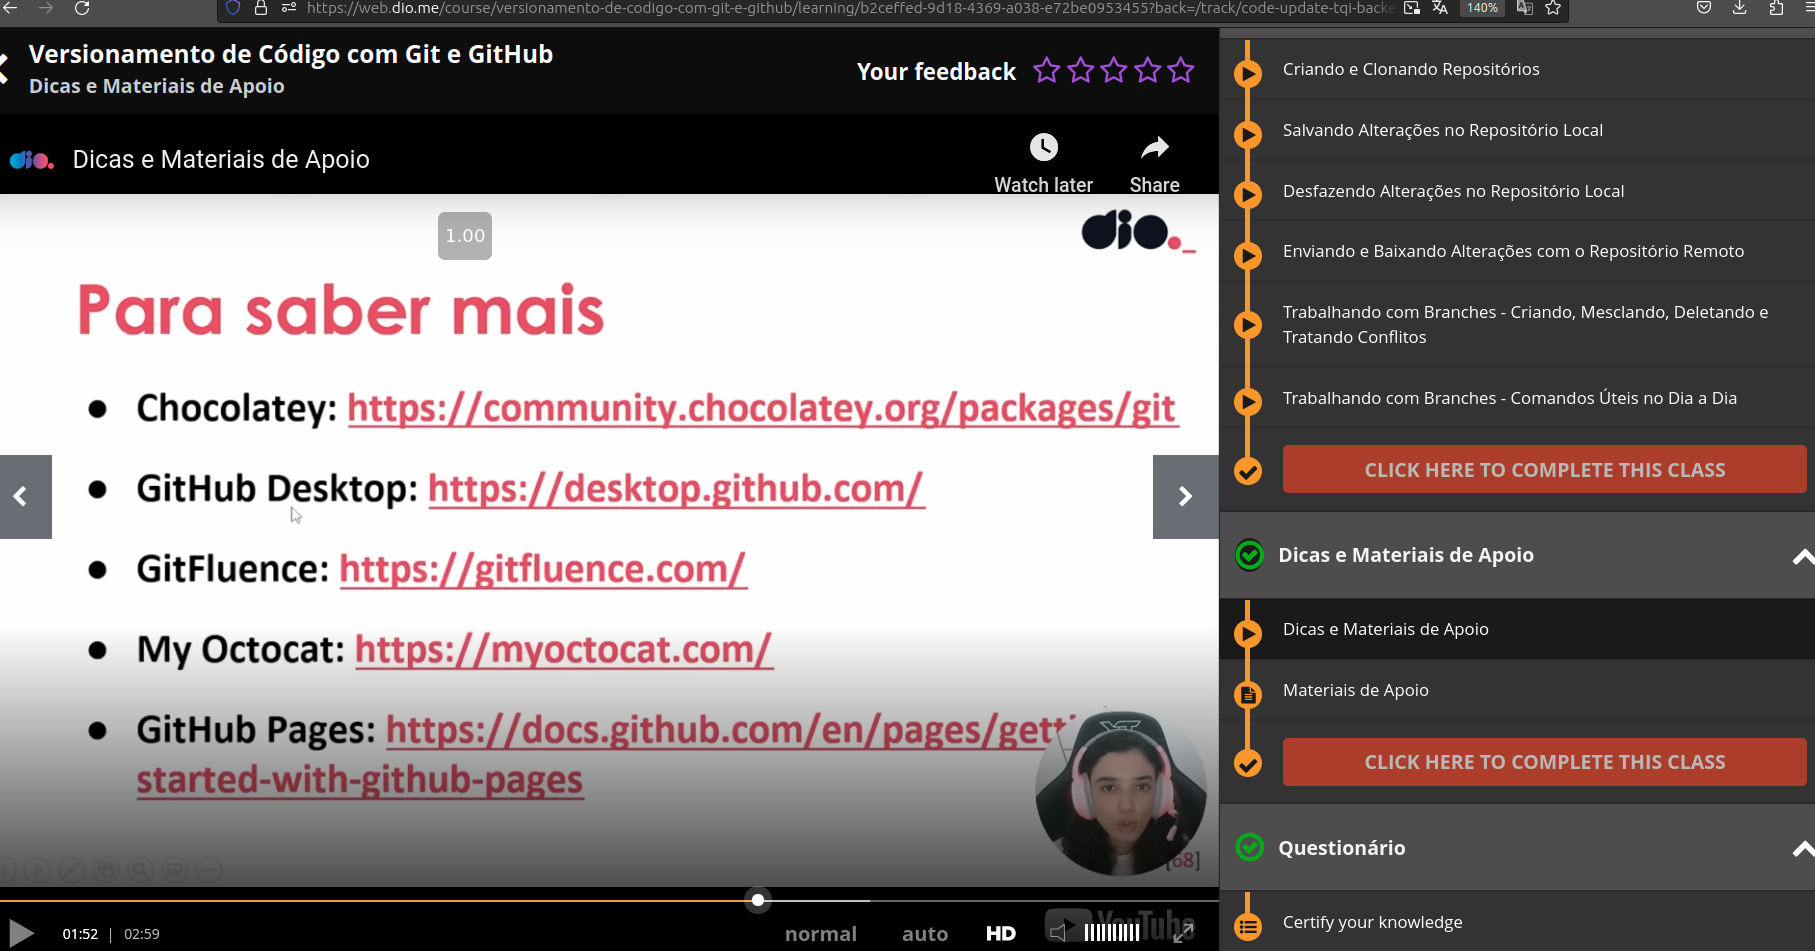 https://web.dio.me/course/versionamento-de-codigo-com-git-e-github/learning/b2ceffed-9d18-4369-a038-e72be0953455?back=/track/code-update-tqi-backe
140%
Versionamento de Código com Git e GitHub
Dicas e Materiais de Apoio
Your feedback
dio.
Dicas e Materiais de Apoio
Watch later
Share
1.00
dio._
Para saber mais
● Chocolatey: https://community.chocolatey.org/packages/git
● GitHub Desktop: https://desktop.github.com/
● GitFluence: https://gitfluence.com/
● My Octocat: https://myoctocat.com/
● GitHub Pages: https://docs.github.com/en/pages/gett
started-with-github-pages
[68]
01:52 | 02:59
normal
auto
HD
YouTube
Criando e Clonando Repositórios
Salvando Alterações no Repositório Local
Desfazendo Alterações no Repositório Local
Enviando e Baixando Alterações com o Repositório Remoto
Trabalhando com Branches - Criando, Mesclando, Deletando e
Tratando Conflitos
Trabalhando com Branches - Comandos Úteis no Dia a Dia
CLICK HERE TO COMPLETE THIS CLASS
Dicas e Materiais de Apoio
Dicas e Materiais de Apoio
Materiais de Apoio
CLICK HERE TO COMPLETE THIS CLASS
Questionário
Certify your knowledge